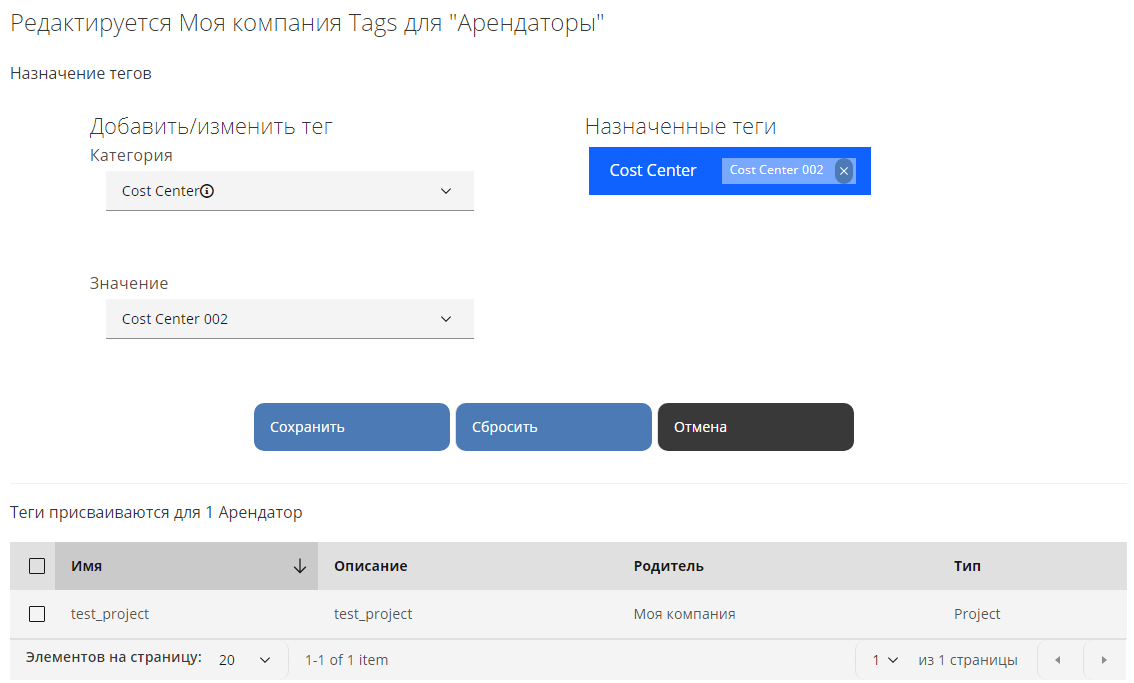 Редактируется Моя компания Tags для "Арендаторы"
Назначение тегов
Добавить/изменить тег
Категория
Cost Center
Значение
Cost Center 002
Назначенные теги
Cost Center Cost Center 002
Сохранить Сбросить Отмена
Теги присваиваются для 1 Арендатор
Имя Описание Родитель Тип
test_project test_project Моя компания Project
Элементов на страницу: 20 1-1 of 1 item 1 из 1 страницы